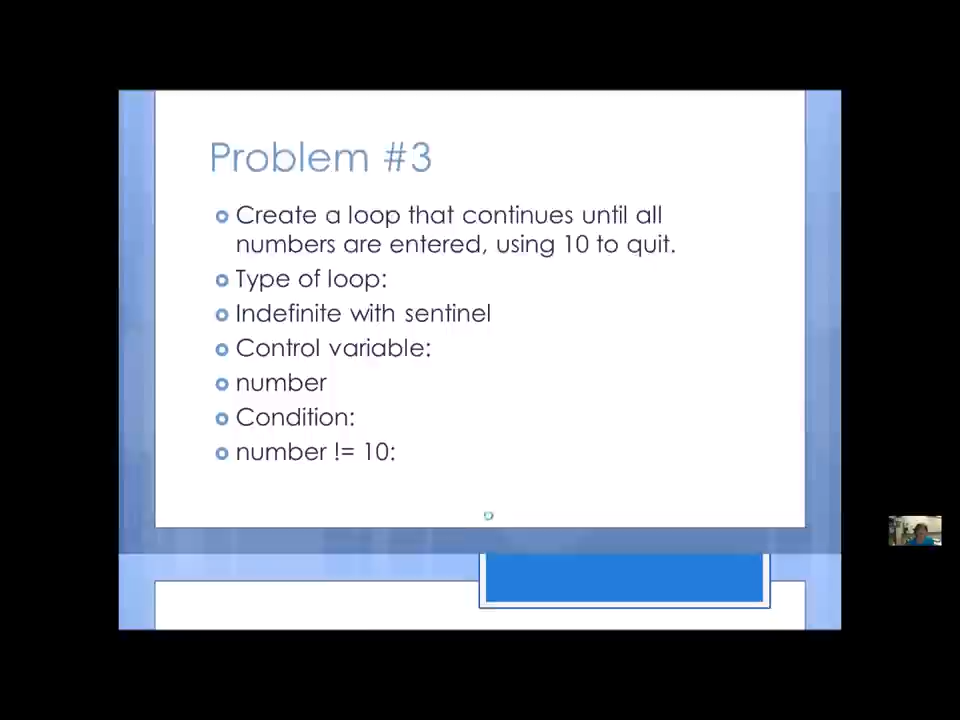 Problem #3
Create a loop that continues until all
numbers are entered, using 10 to quit.
Type of loop:
Indefinite with sentinel
Control variable:
number
Condition:
number != 10: